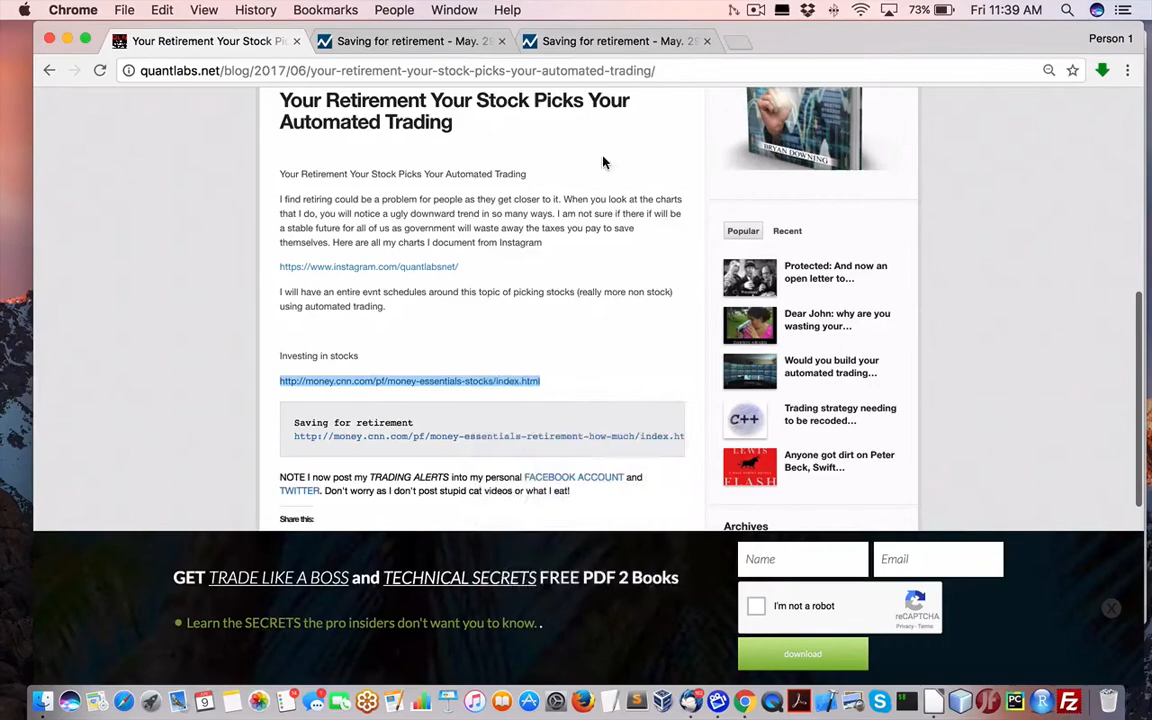 Chrome File Edit View History Bookmarks People Window Help 73% Fri 11:39 AM
Your Retirement Your Stock Pi × Saving for retirement - May. 29 × Saving for retirement - May. 29 × Person 1
quantlabs.net/blog/2017/06/your-retirement-your-stock-picks-your-automated-trading/
Your Retirement Your Stock Picks Your
Automated Trading
Your Retirement Your Stock Picks Your Automated Trading
I find retiring could be a problem for people as they get closer to it. When you look at the charts
that I do, you will notice a ugly downward trend in so many ways. I am not sure if there if will be
a stable future for all of us as government will waste away the taxes you pay to save
themselves. Here are all my charts I document from Instagram
https://www.instagram.com/quantlabsnet/
I will have an entire evnt schedules around this topic of picking stocks (really more non stock)
using automated trading.
Investing in stocks
http://money.cnn.com/pf/money-essentials-stocks/index.html
Saving for retirement
http://money.cnn.com/pf/money-essentials-retirement-how-much/index.ht
NOTE I now post my TRADING ALERTS into my personal FACEBOOK ACCOUNT and
TWITTER. Don't worry as I don't post stupid cat videos or what I eat!
Share this:
BRYAN DOWNING
Popular Recent
Protected: And now an
open letter to…
Dear John: why are you
wasting your…
Would you build your
automated trading…
C++
Trading strategy needing
to be recoded…
LEWIS
FLASH
Anyone got dirt on Peter
Beck, Swift…
Archives
GET TRADE LIKE A BOSS and TECHNICAL SECRETS FREE PDF 2 Books
Learn the SECRETS the pro insiders don't want you to know. .
Name Email
I'm not a robot
reCAPTCHA
Privacy - Terms
download